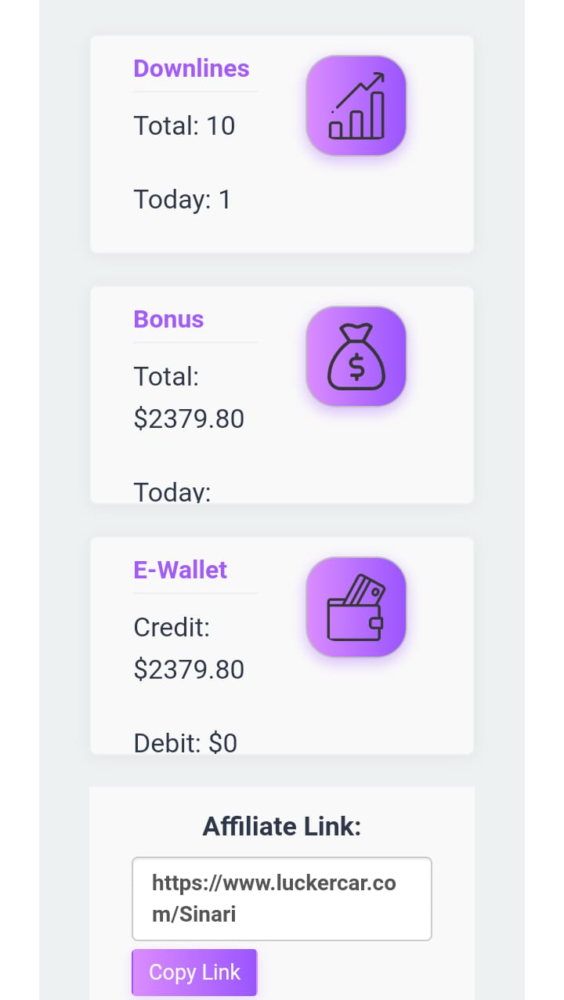 Downlines
Total: 10
Today: 1
Bonus
Total:
$2379.80
Today:
E-Wallet
Credit:
$2379.80
Debit: $0
Affiliate Link:
https://www.luckercar.co
m/Sinari
Copy Link